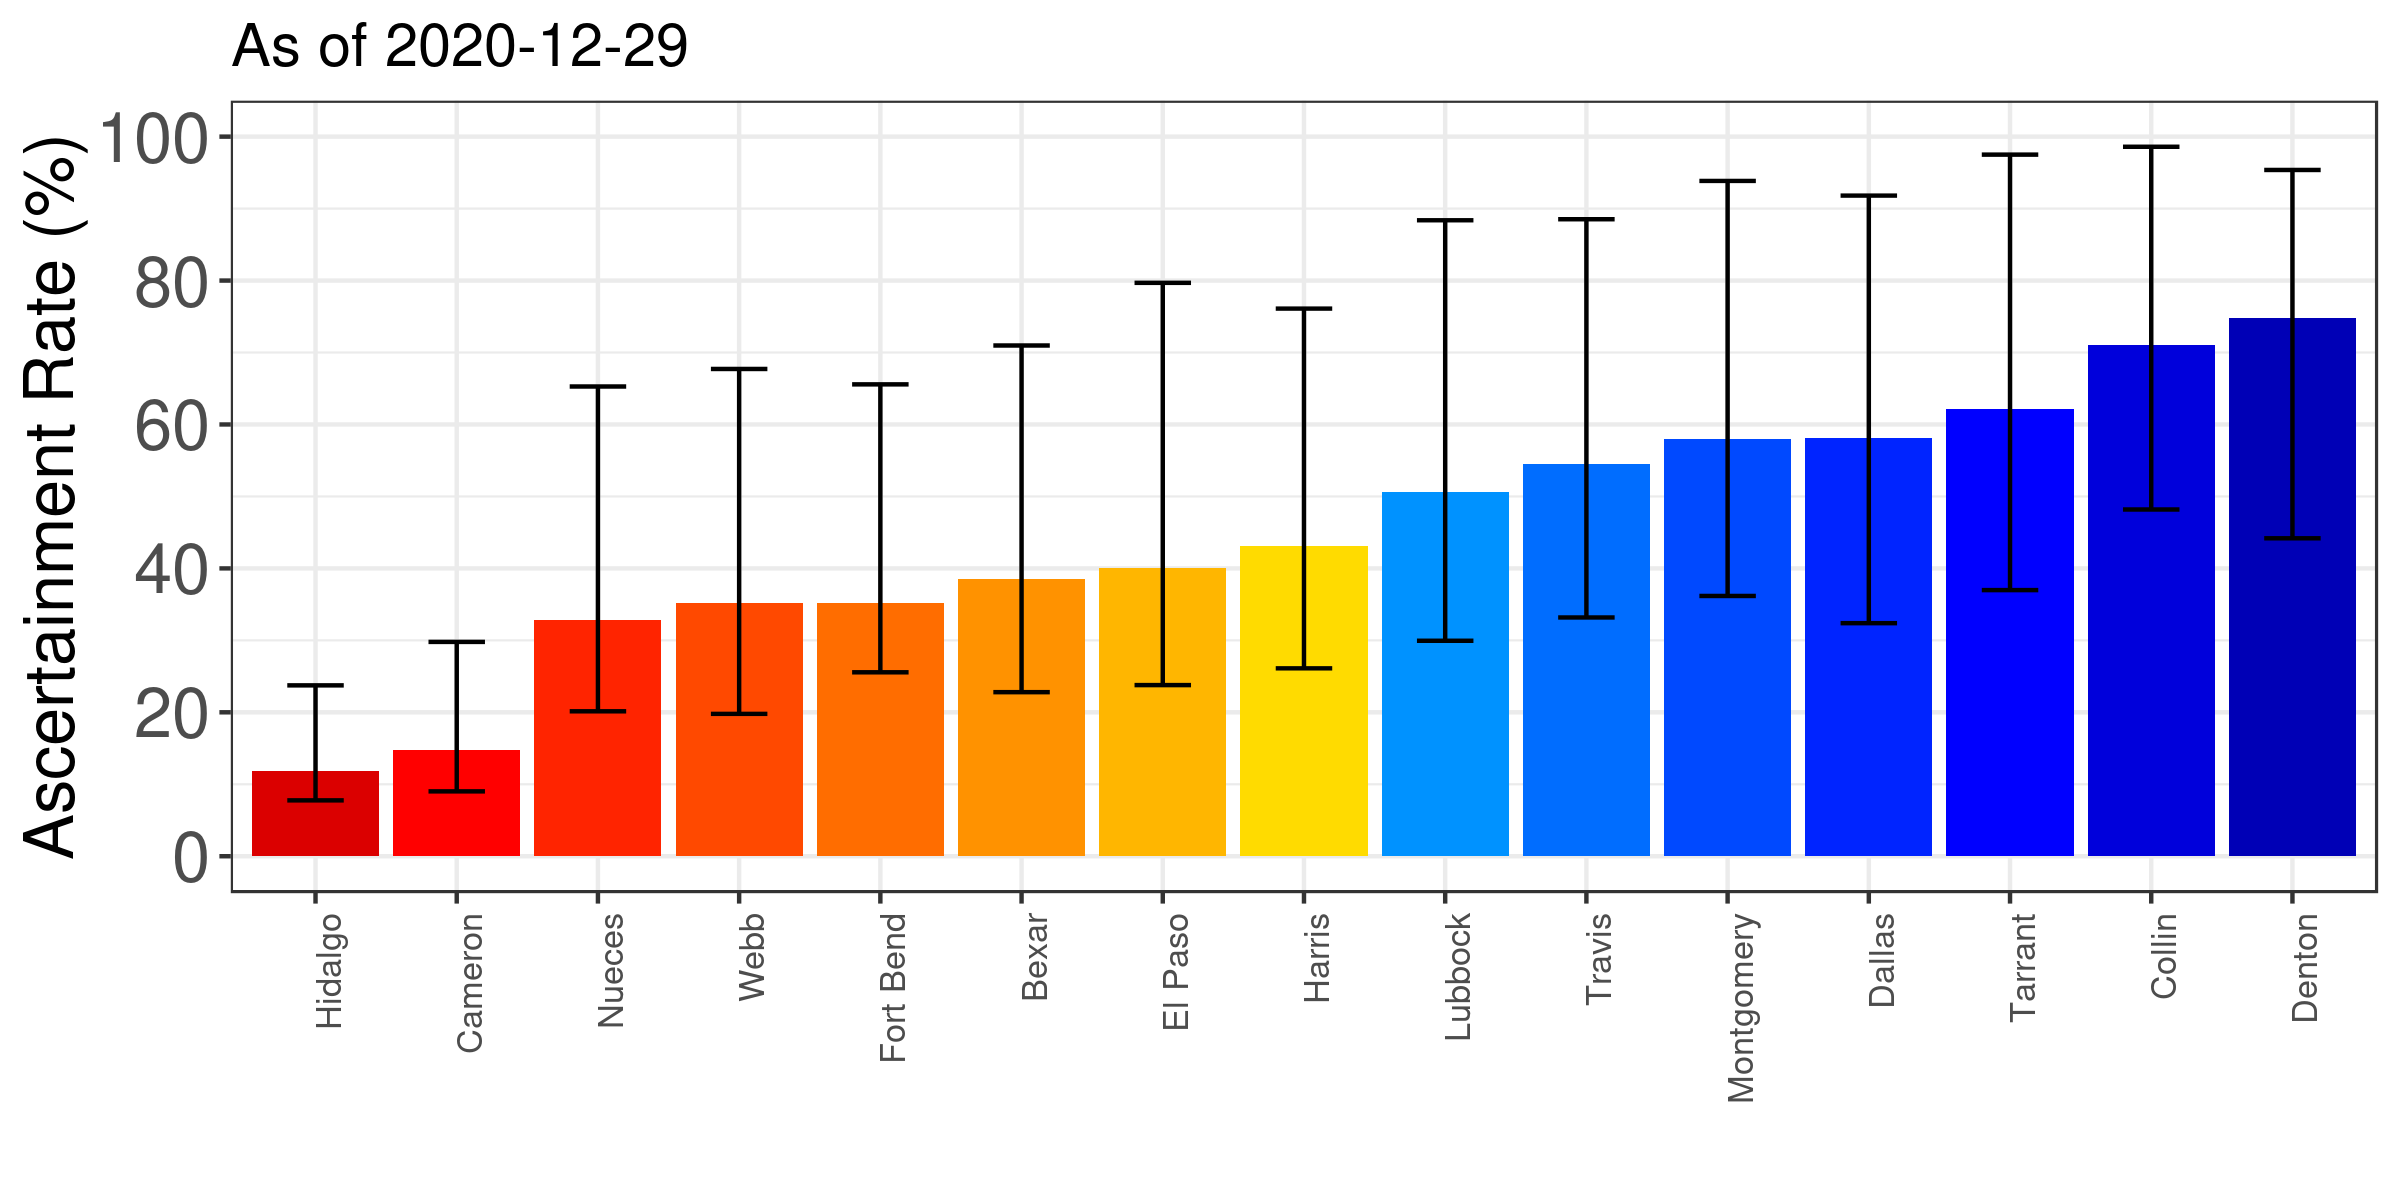 As of 2020-12-29
Ascertainment Rate (%)
100
80
60
40
20
0
Hidalgo
Cameron
Nueces
Webb
Fort Bend
Bexar
El Paso
Harris
Lubbock
Travis
Montgomery
Dallas
Tarrant
Collin
Denton